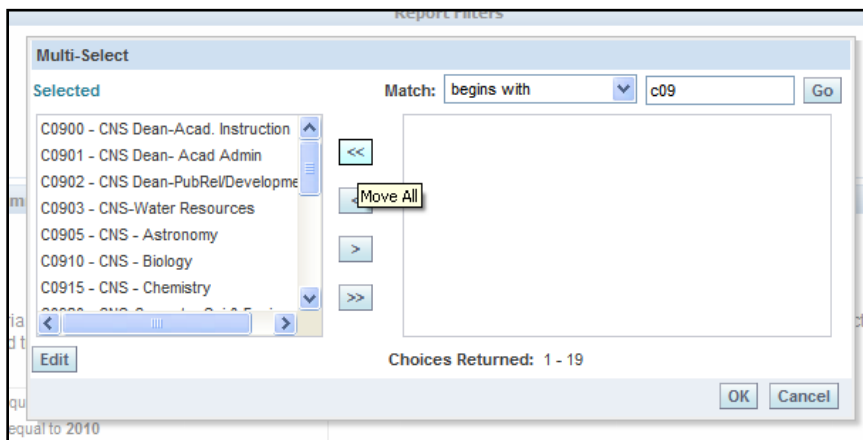 Report Filters
Multi-Select
Selected
Match: begins with c09 Go
C0900 - CNS Dean-Acad. Instruction
C0901 - CNS Dean- Acad Admin
C0902 - CNS Dean-PubRel/Developme
C0903 - CNS-Water Resources
C0905 - CNS - Astronomy
C0910 - CNS - Biology
C0915 - CNS - Chemistry
<<
Move All
<
>
>>
Edit
Choices Returned: 1 - 19
OK Cancel
equal to 2010